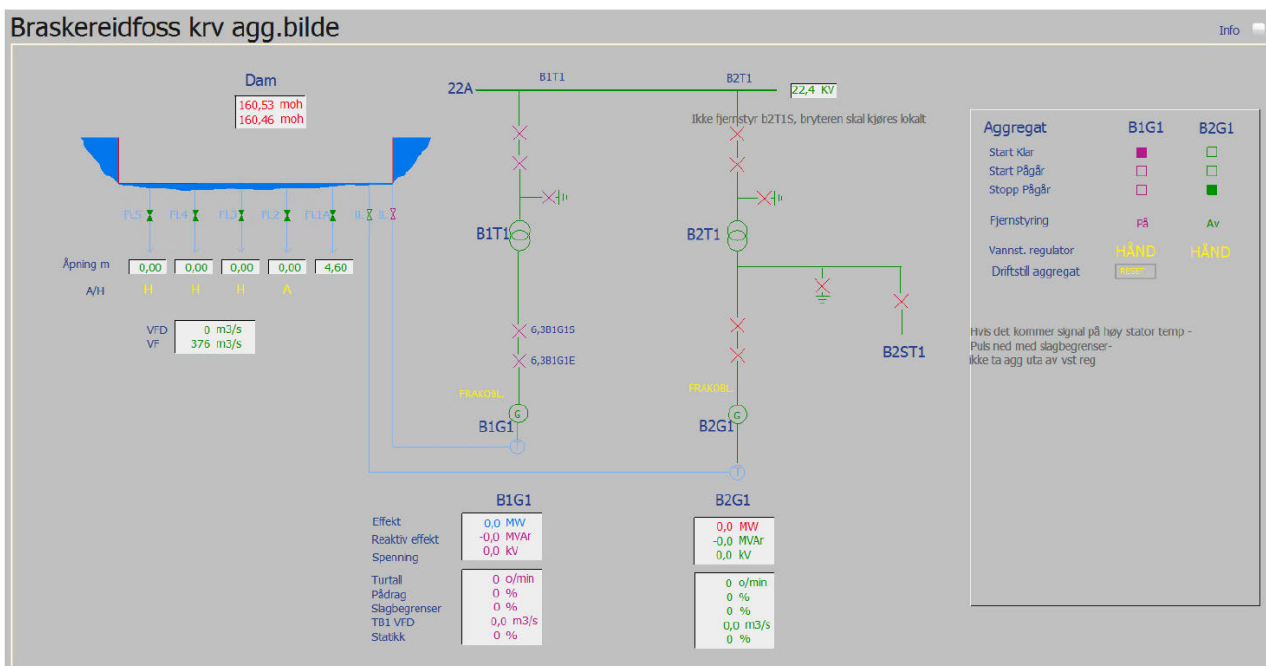 Braskereidfoss krv agg.bilde
Info
Dam
160,53 moh
160,46 moh
22A
B1T1
B2T1
22,4 KV
Ikke fjernstyr b2T1S, bryteren skal kjøres lokalt
FL5
FL4
FL3
FL2
FL1A
IL
IL
Åpning m
0,00
0,00
0,00
0,00
4,60
A/H
H
H
H
A
VFD
0 m3/s
VF
376 m3/s
B1T1
B2T1
6,3B1G1S
6,3B1G1E
B2ST1
FRAKOBL.
FRAKOBL.
G
G
B1G1
B2G1
T
T
Aggregat B1G1 B2G1
Start Klar
Start Pågår
Stopp Pågår
Fjernstyring På Av
Vannst. regulator HÅND HÅND
Driftstill aggregat RESET
Hvis det kommer signal på høy stator temp -
Puls ned med slagbegrenser-
ikke ta agg uta av vst reg
B1G1 B2G1
Effekt 0,0 MW 0,0 MW
Reaktiv effekt -0,0 MVAr -0,0 MVAr
Spenning 0,0 kV 0,0 kV
Turtall 0 o/min 0 o/min
Pådrag 0 % 0 %
Slagbegrenser 0 % 0 %
TB1 VFD 0,0 m3/s 0,0 m3/s
Statikk 0 % 0 %